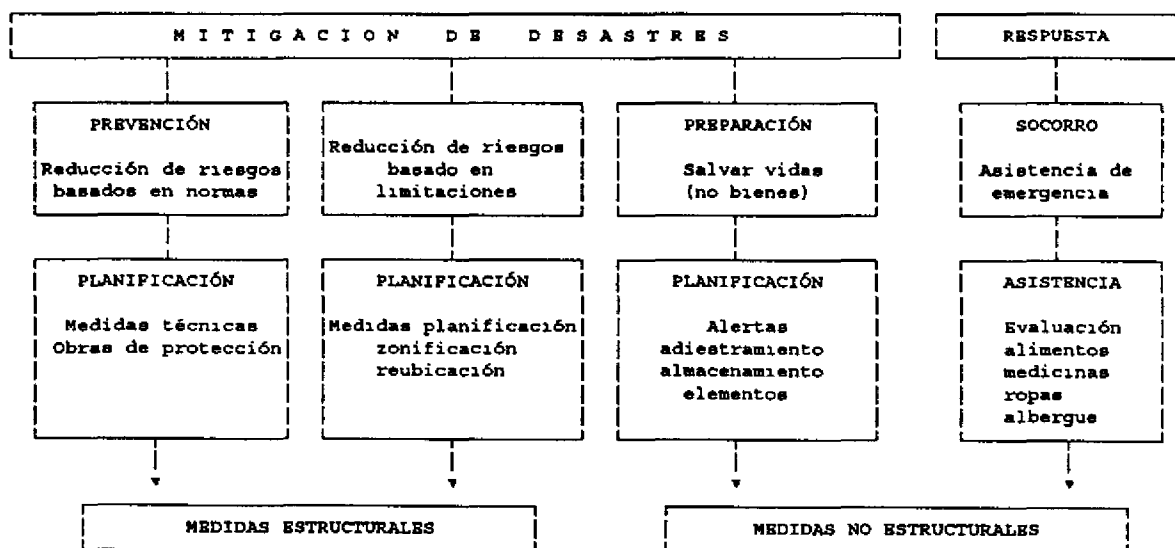 MITIGACION DE DESASTRES
RESPUESTA
PREVENCIÓN
Reducción de riesgos
basados en normas
Reducción de riesgos
basado en
limitaciones
PREPARACIÓN
Salvar vidas
(no bienes)
SOCORRO
Asistencia de
emergencia
PLANIFICACIÓN
Medidas técnicas
Obras de protección
PLANIFICACIÓN
Medidas planificación
zonificación
reubicación
PLANIFICACIÓN
Alertas
adiestramiento
almacenamiento
elementos
ASISTENCIA
Evaluación
alimentos
medicinas
ropas
albergue
MEDIDAS ESTRUCTURALES
MEDIDAS NO ESTRUCTURALES